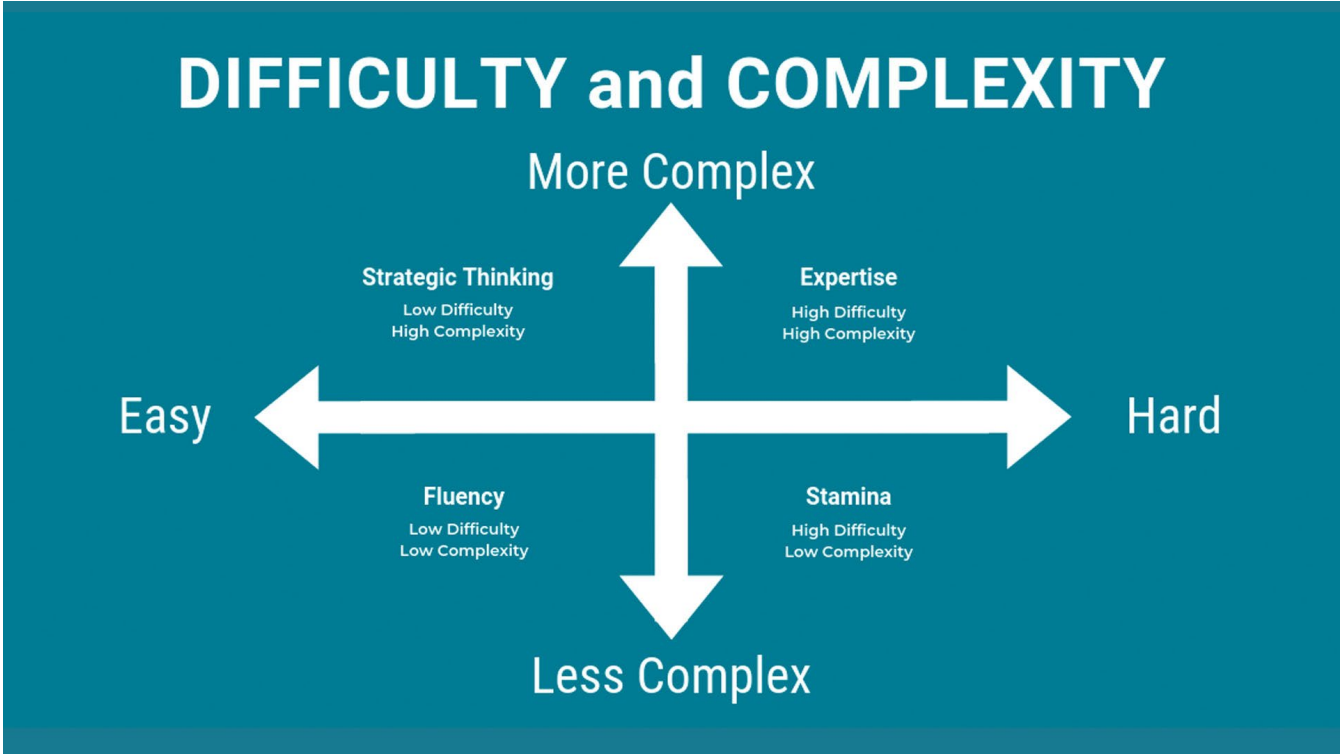 DIFFICULTY and COMPLEXITY
More Complex
Strategic Thinking
Low Difficulty
High Complexity
Expertise
High Difficulty
High Complexity
Easy
Hard
Fluency
Low Difficulty
Low Complexity
Stamina
High Difficulty
Low Complexity
Less Complex